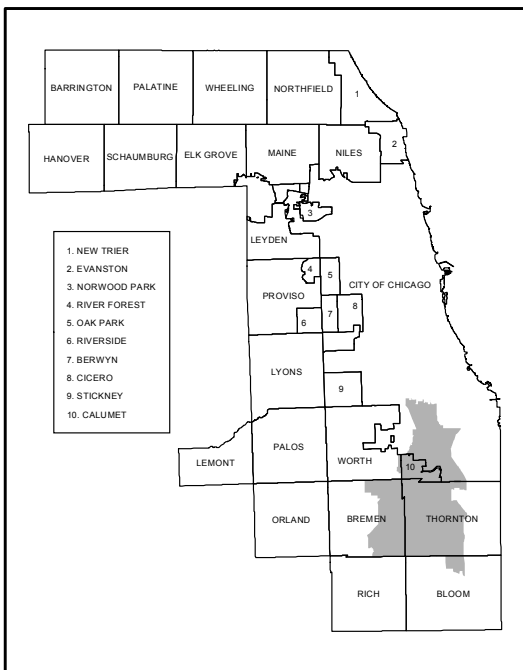 BARRINGTON
PALATINE
WHEELING
NORTHFIELD
1
HANOVER
SCHAUMBURG
ELK GROVE
MAINE
NILES
2
3
LEYDEN
1. NEW TRIER
2. EVANSTON
3. NORWOOD PARK
4. RIVER FOREST
5. OAK PARK
6. RIVERSIDE
7. BERWYN
8. CICERO
9. STICKNEY
10. CALUMET
4
5
CITY OF CHICAGO
PROVISO
6
7
8
LYONS
9
LEMONT
PALOS
WORTH
10
ORLAND
BREMEN
THORNTON
RICH
BLOOM